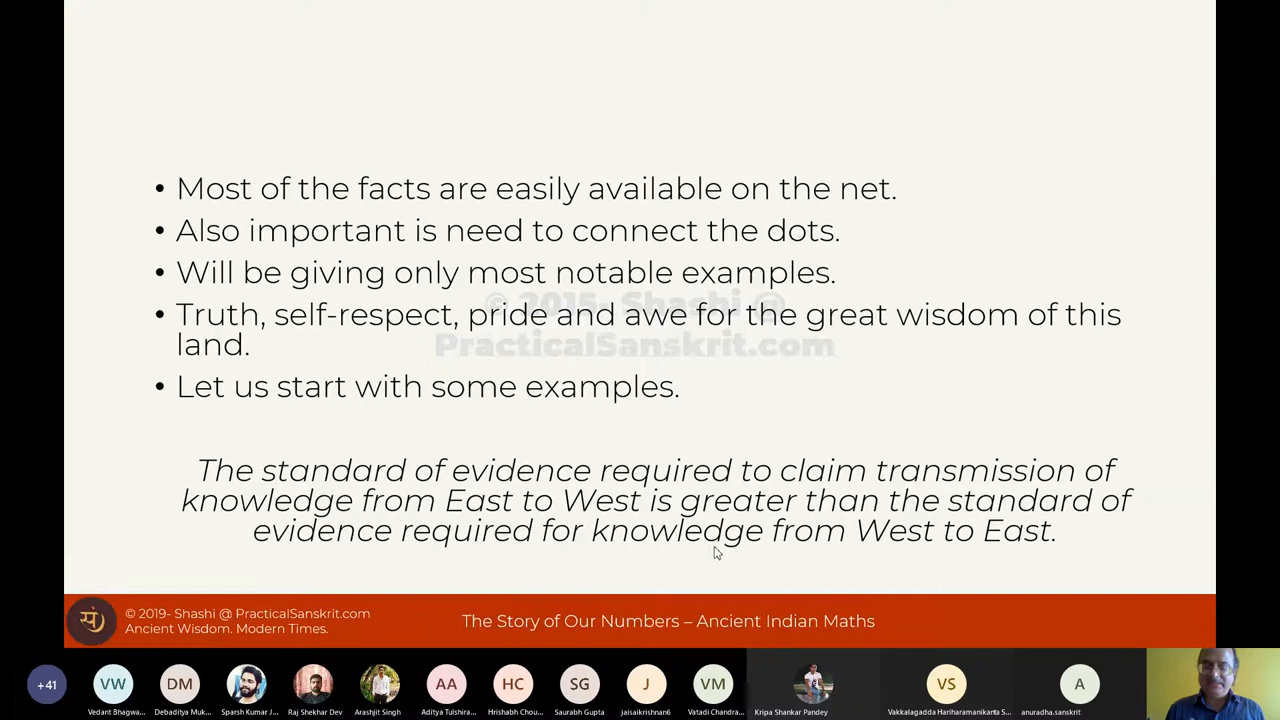 • Most of the facts are easily available on the net.
• Also important is need to connect the dots.
• Will be giving only most notable examples.
• Truth, self-respect, pride and awe for the great wisdom of this
land.
• Let us start with some examples.
© 2015- Shashi @
PracticalSanskrit.com
The standard of evidence required to claim transmission of
knowledge from East to West is greater than the standard of
evidence required for knowledge from West to East.
© 2019- Shashi @ PracticalSanskrit.com
Ancient Wisdom. Modern Times.
The Story of Our Numbers – Ancient Indian Maths
+41
VW
DM
AA
HC
SG
J
VM
VS
A
Vedant Bhagwa...
Debaditya Muk...
Sparsh Kumar J...
Raj Shekhar Dev
Arashjit Singh
Aditya Tulshira...
Hrishabh Chou...
Saurabh Gupta
jaisaikrishnan6
Vatadi Chandra...
Kripa Shankar Pandey
Vakkalagadda Hariharamanikanta S...
anuradha.sanskrit